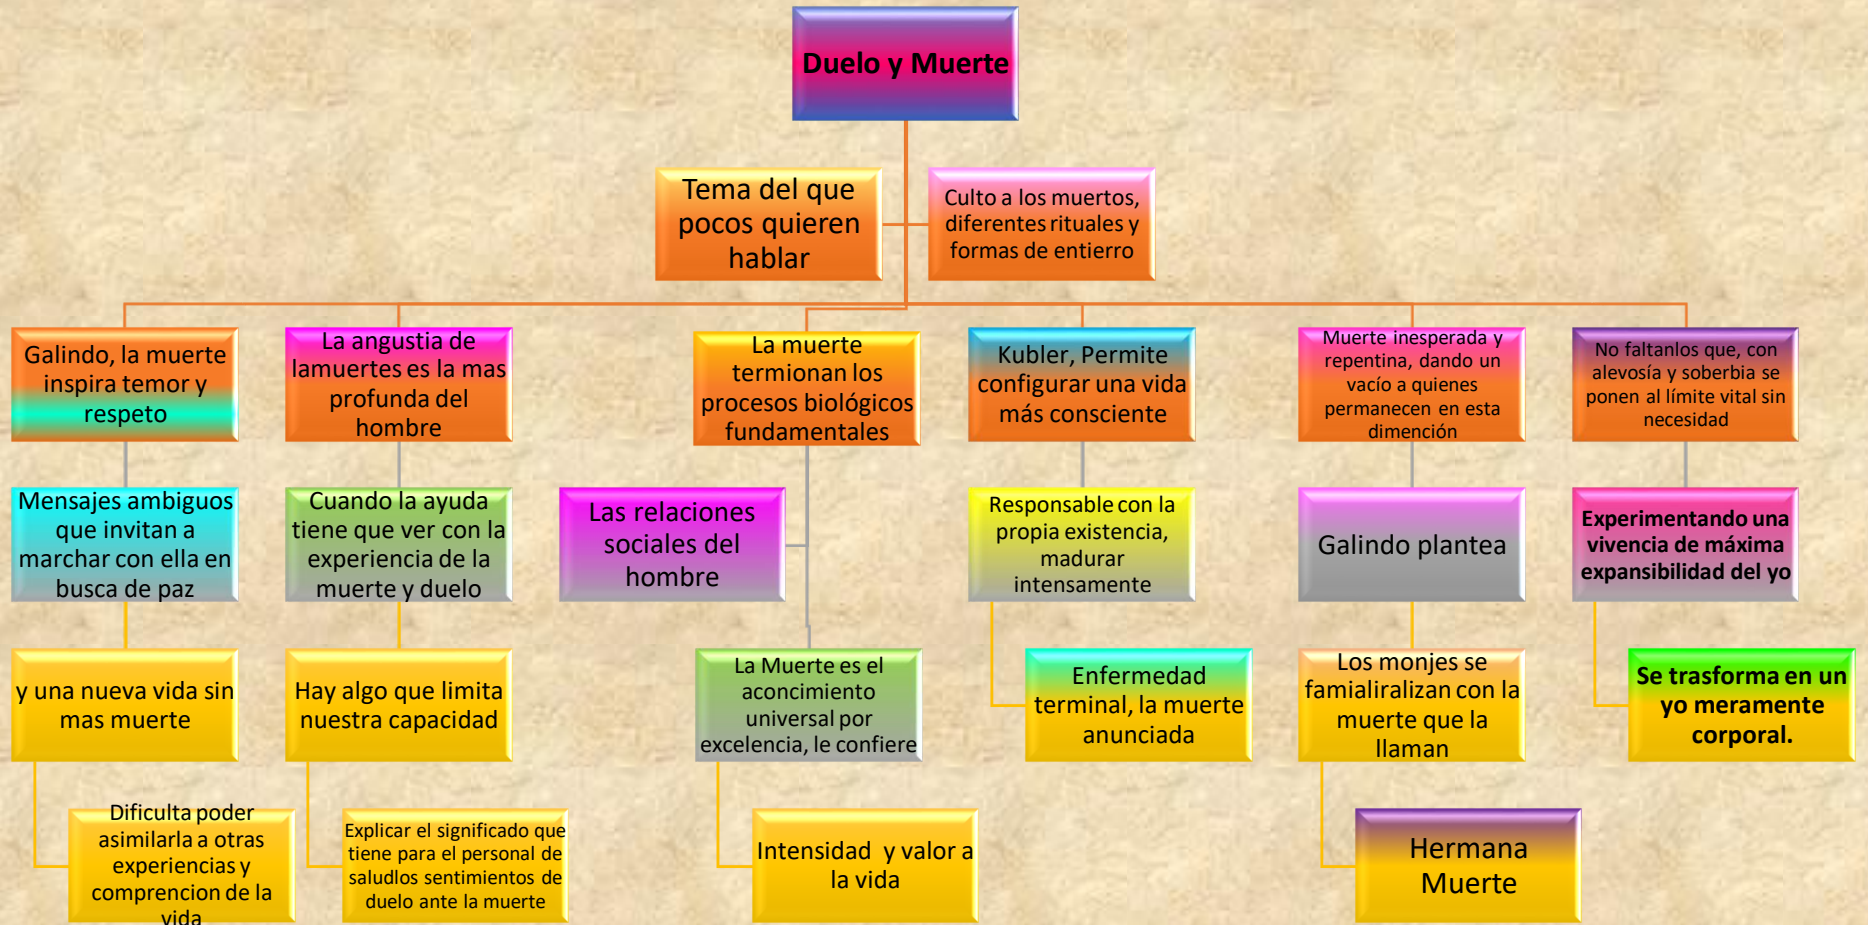 Duelo y Muerte
Tema del que
pocos quieren
hablar
Culto a los muertos,
diferentes rituales y
formas de entierro
Galindo, la muerte
inspira temor y
respeto
La angustia de
lamuertes es la mas
profunda del
hombre
La muerte
termionan los
procesos biológicos
fundamentales
Kubler, Permite
configurar una vida
más consciente
Muerte inesperada y
repentina, dando un
vacío a quienes
permanecen en esta
dimención
No faltanlos que, con
alevosía y soberbia se
ponen al límite vital sin
necesidad
Mensajes ambiguos
que invitan a
marchar con ella en
busca de paz
Cuando la ayuda
tiene que ver con la
experiencia de la
muerte y duelo
Las relaciones
sociales del
hombre
Responsable con la
propia existencia,
madurar
intensamente
Galindo plantea
Experimentando una
vivencia de máxima
expansibilidad del yo
y una nueva vida sin
mas muerte
Hay algo que limita
nuestra capacidad
La Muerte es el
aconcimiento
universal por
excelencia, le confiere
Enfermedad
terminal, la muerte
anunciada
Los monjes se
famialiralizan con la
muerte que la
llaman
Se trasforma en un
yo meramente
corporal.
Dificulta poder
asimilarla a otras
experiencias y
comprencion de la
vida
Explicar el significado que
tiene para el personal de
saludlos sentimientos de
duelo ante la muerte
Intensidad y valor a
la vida
Hermana
Muerte